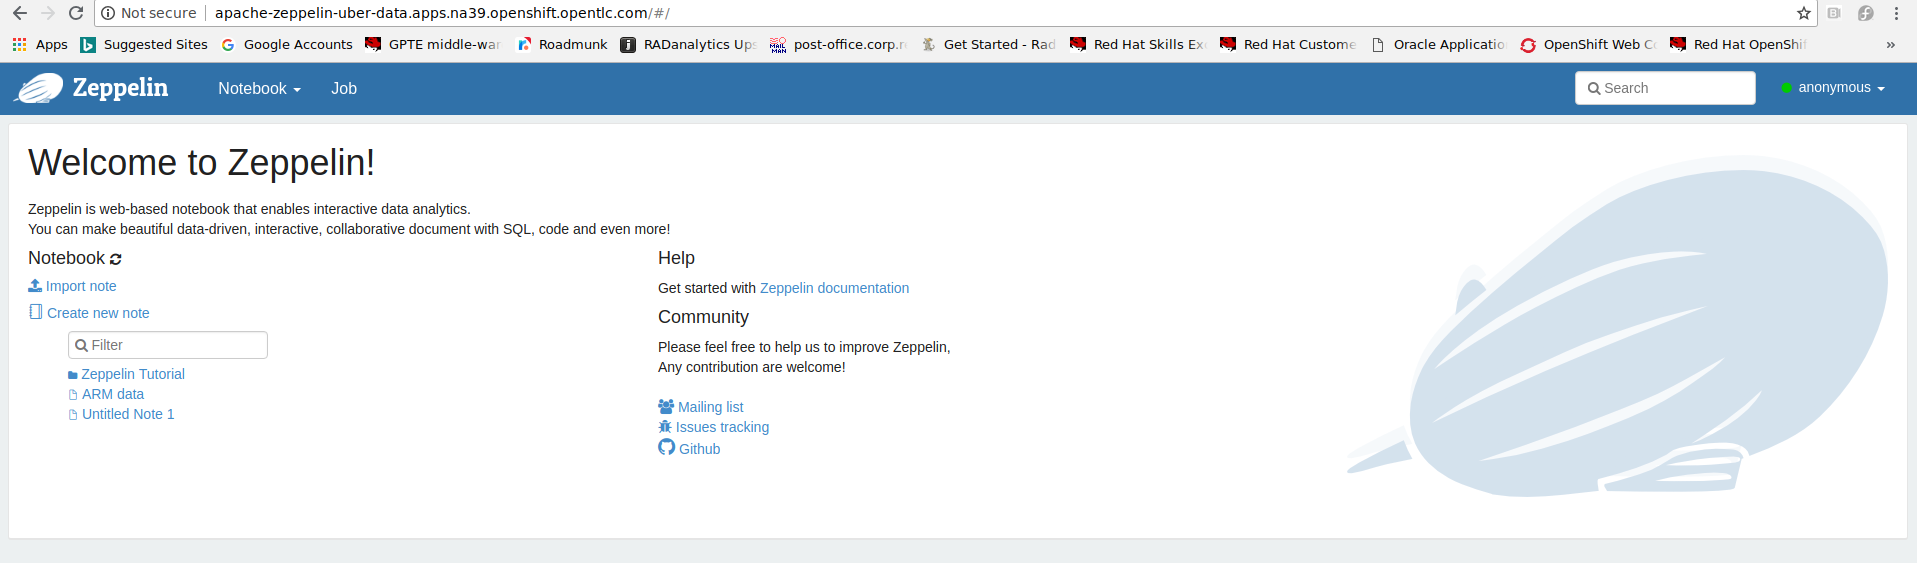 Not secure apache-zeppelin-uber-data.apps.na39.openshift.opentlc.com/#/
Apps Suggested Sites Google Accounts GPTE middle-war Roadmunk RADanalytics Ups post-office.corp.r Get Started - Rad Red Hat Skills Ex Red Hat Custome Oracle Applicatio OpenShift Web C Red Hat OpenShif »
Zeppelin Notebook Job Search anonymous
Welcome to Zeppelin!
Zeppelin is web-based notebook that enables interactive data analytics.
You can make beautiful data-driven, interactive, collaborative document with SQL, code and even more!
Notebook
Import note
Create new note
Filter
Zeppelin Tutorial
ARM data
Untitled Note 1
Help
Get started with Zeppelin documentation
Community
Please feel free to help us to improve Zeppelin,
Any contribution are welcome!
Mailing list
Issues tracking
Github